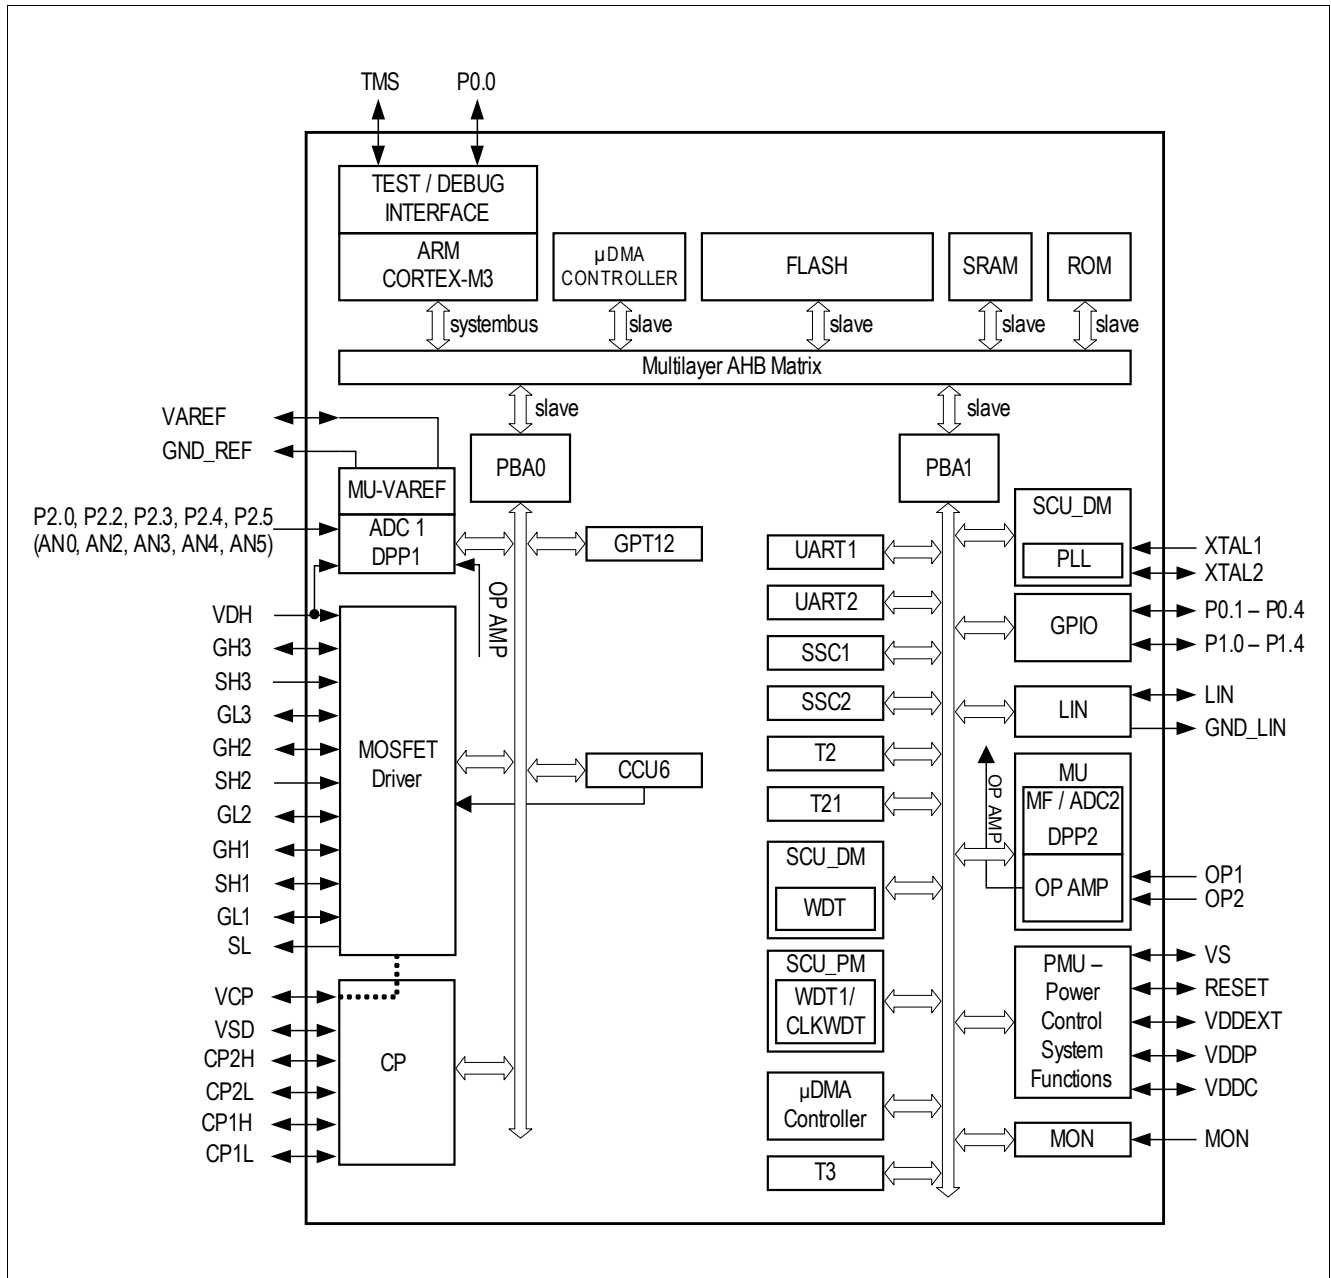 TMS
P0.0
TEST / DEBUG
INTERFACE
ARM
CORTEX-M3
µDMA
CONTROLLER
FLASH
SRAM
ROM
systembus
slave
slave
slave
slave
Multilayer AHB Matrix
slave
slave
VAREF
GND_REF
PBA0
PBA1
MU-VAREF
P2.0, P2.2, P2.3, P2.4, P2.5
(AN0, AN2, AN3, AN4, AN5)
ADC 1
DPP1
GPT12
OP AMP
VDH
GH3
SH3
GL3
GH2
SH2
GL2
GH1
SH1
GL1
SL
MOSFET
Driver
CCU6
VCP
VSD
CP2H
CP2L
CP1H
CP1L
CP
UART1
UART2
SSC1
SSC2
T2
T21
SCU_DM
WDT
SCU_PM
WDT1/
CLKWDT
µDMA
Controller
T3
SCU_DM
PLL
XTAL1
XTAL2
GPIO
P0.1 – P0.4
P1.0 – P1.4
LIN
LIN
GND_LIN
OP AMP
MU
MF / ADC2
DPP2
OP AMP
OP1
OP2
PMU –
Power
Control
System
Functions
VS
RESET
VDDEXT
VDDP
VDDC
MON
MON